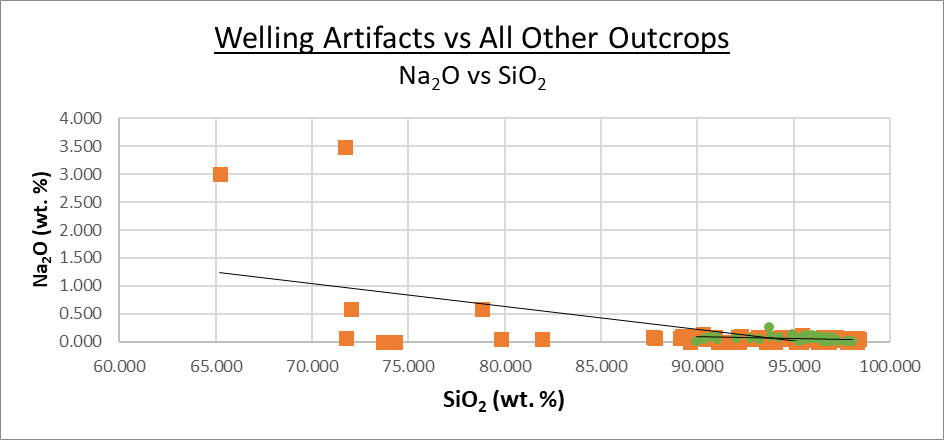 Welling Artifacts vs All Other Outcrops
Na₂O vs SiO₂
4.000
3.500
3.000
2.500
2.000
1.500
1.000
0.500
0.000
Na₂O (wt. %)
60.000 65.000 70.000 75.000 80.000 85.000 90.000 95.000 100.000
SiO₂ (wt. %)